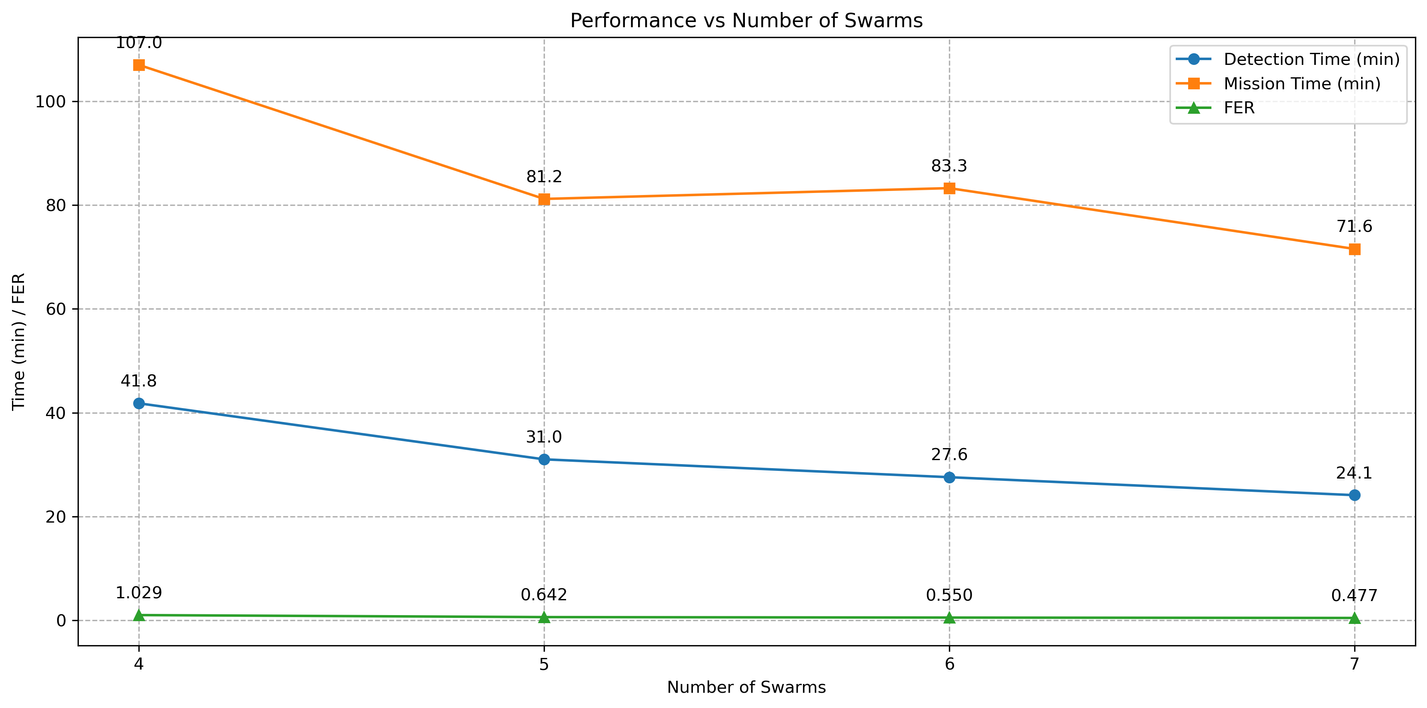 Performance vs Number of Swarms
Detection Time (min)
Mission Time (min)
FER
Time (min) / FER
100
80
60
40
20
0
107.0
81.2
83.3
71.6
41.8
31.0
27.6
24.1
1.029
0.642
0.550
0.477
4 5 6 7
Number of Swarms